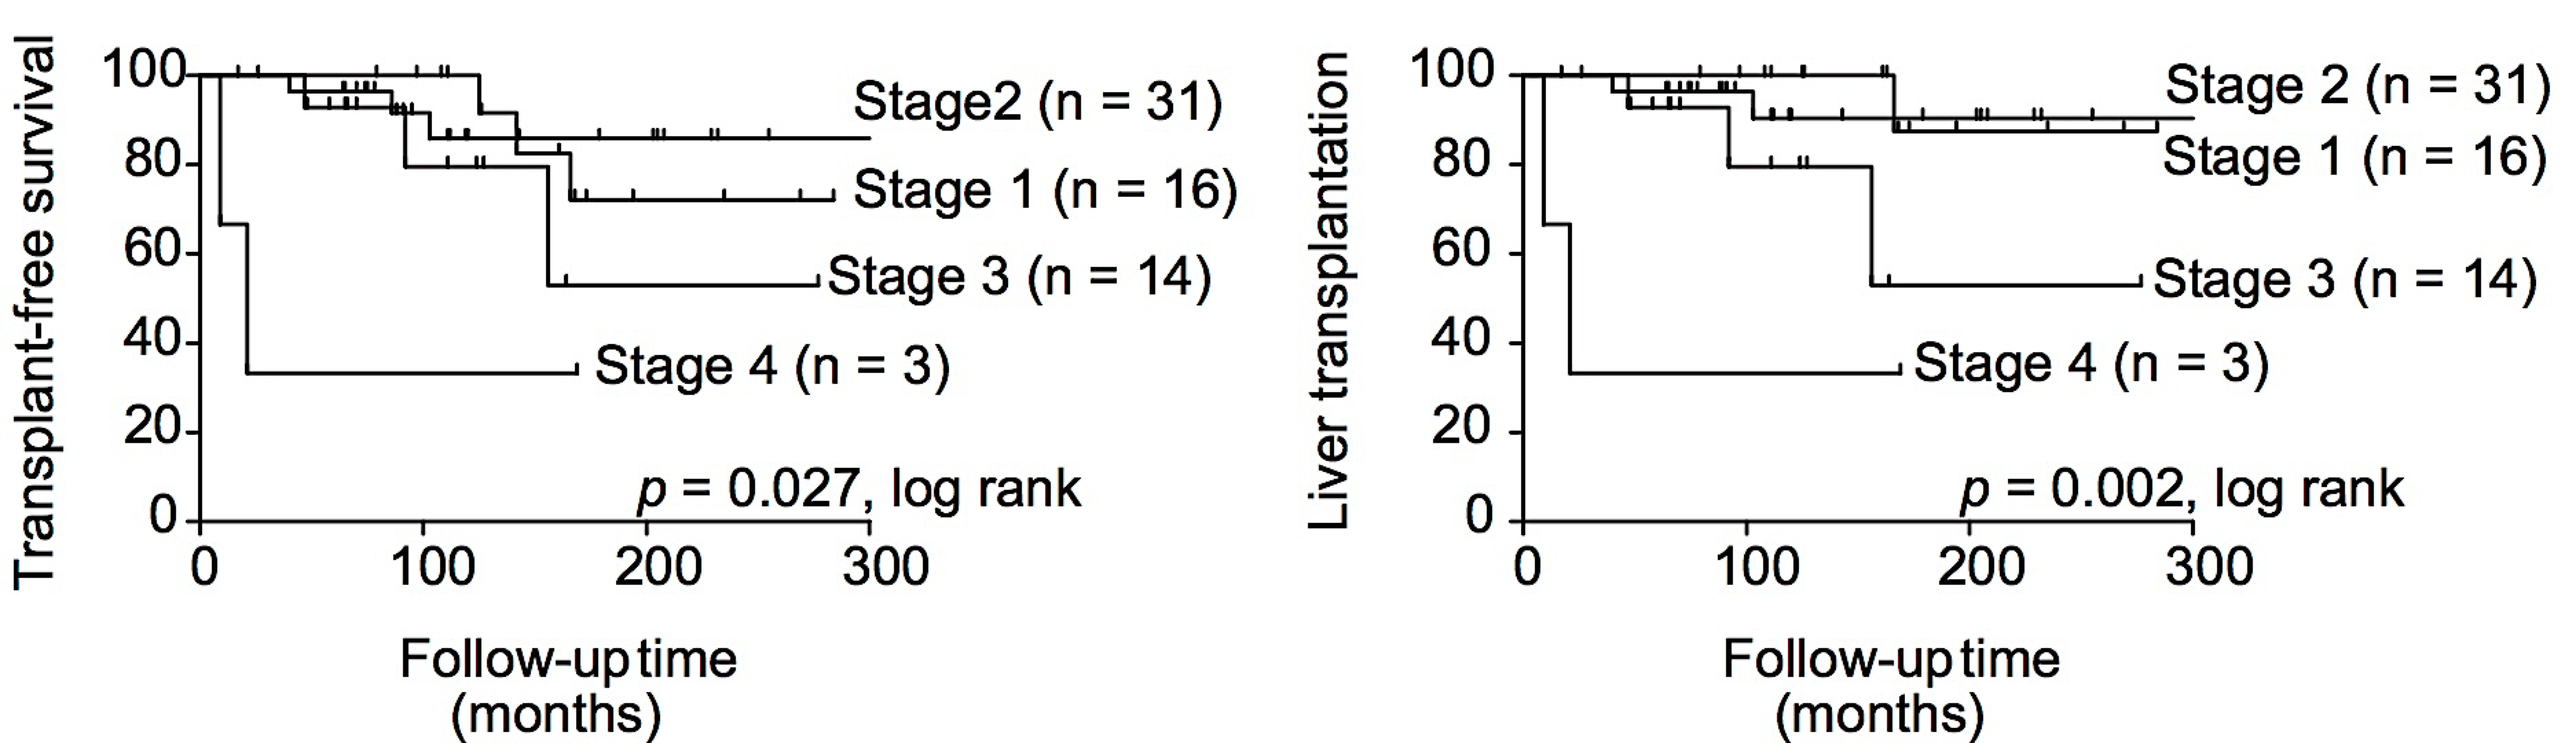 Transplant-free survival
100
80
60
40
20
0
0 100 200 300
Stage2 (n = 31)
Stage 1 (n = 16)
Stage 3 (n = 14)
Stage 4 (n = 3)
p = 0.027, log rank
Follow-up time
(months)
Liver transplantation
100
80
60
40
20
0
0 100 200 300
Stage 2 (n = 31)
Stage 1 (n = 16)
Stage 3 (n = 14)
Stage 4 (n = 3)
p = 0.002, log rank
Follow-up time
(months)